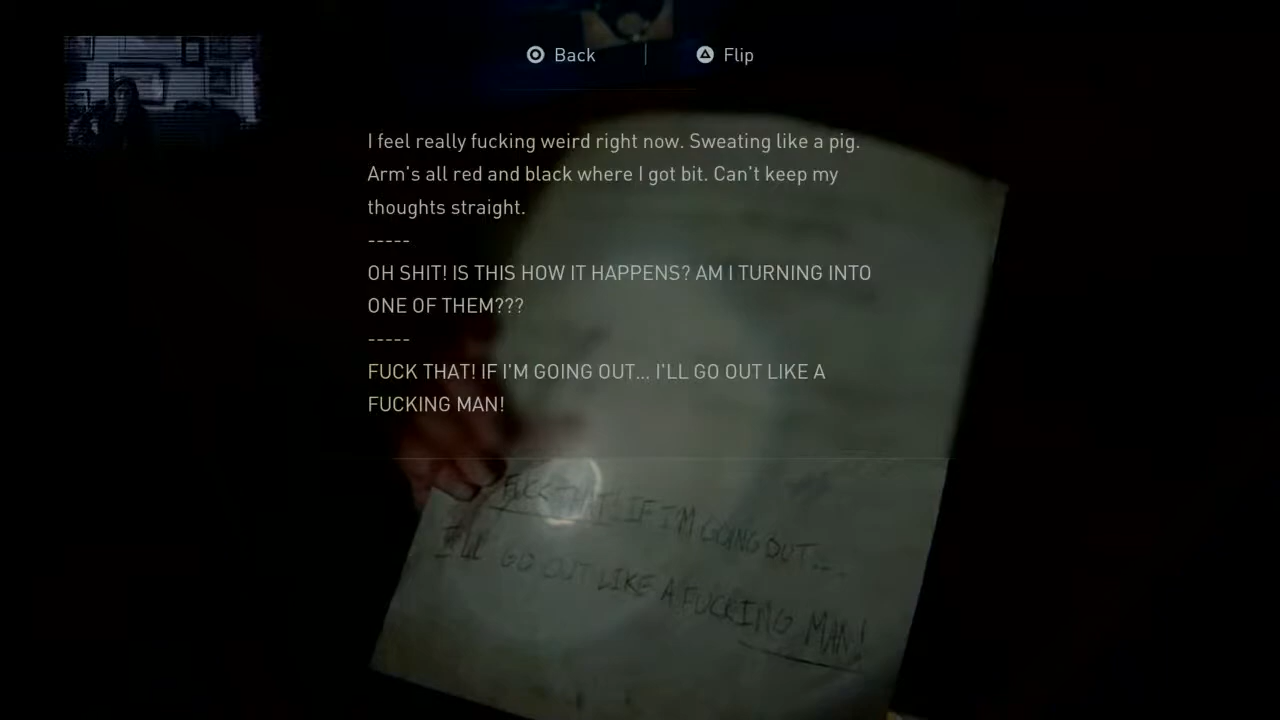 Back | Flip
I feel really fucking weird right now. Sweating like a pig.
Arm's all red and black where I got bit. Can't keep my
thoughts straight.
-----
OH SHIT! IS THIS HOW IT HAPPENS? AM I TURNING INTO
ONE OF THEM???
-----
FUCK THAT! IF I'M GOING OUT... I'LL GO OUT LIKE A
FUCKING MAN!
FUCK THAT! IF I'M GOING OUT...
I'LL GO OUT LIKE A FUCKING MAN!